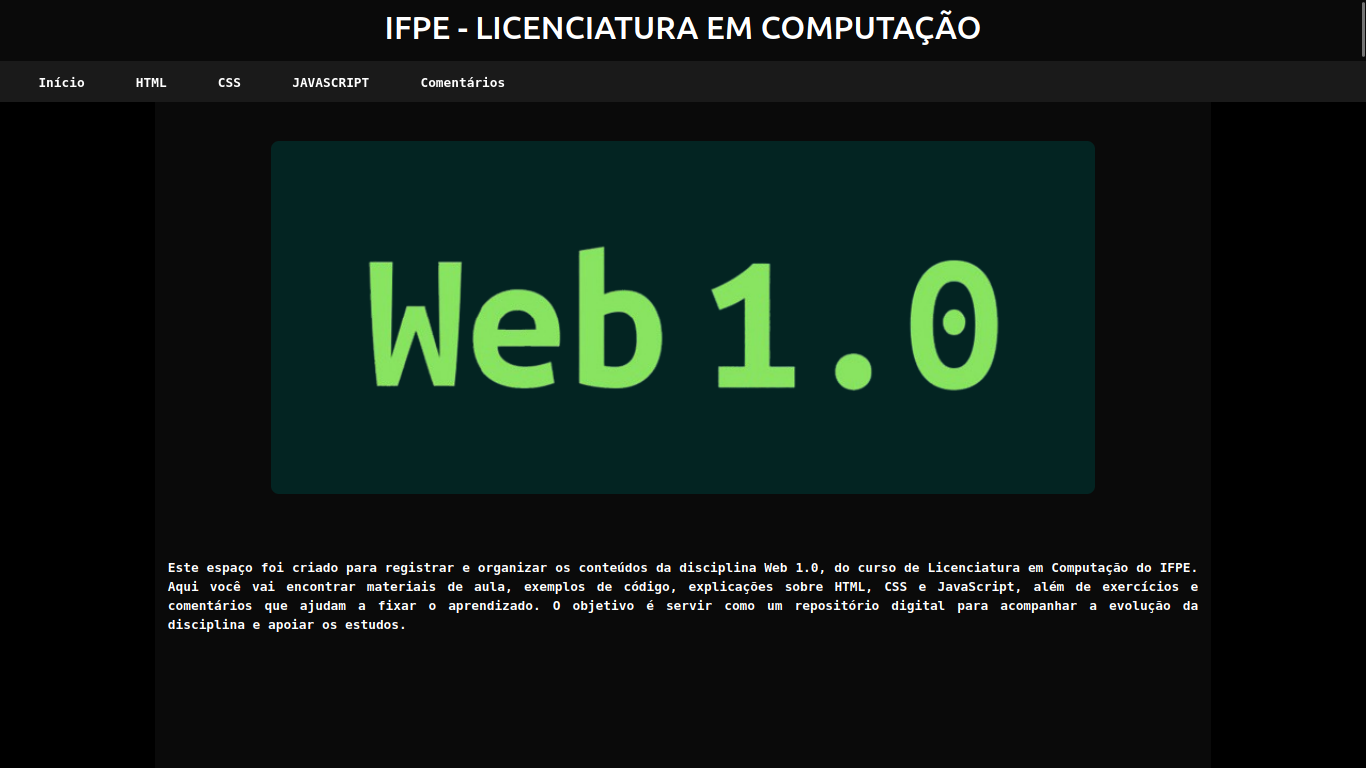 IFPE - LICENCIATURA EM COMPUTAÇÃO
Início HTML CSS JAVASCRIPT Comentários
Web 1.0
Este espaço foi criado para registrar e organizar os conteúdos da disciplina Web 1.0, do curso de Licenciatura em Computação do IFPE.
Aqui você vai encontrar materiais de aula, exemplos de código, explicações sobre HTML, CSS e JavaScript, além de exercícios e
comentários que ajudam a fixar o aprendizado. O objetivo é servir como um repositório digital para acompanhar a evolução da
disciplina e apoiar os estudos.